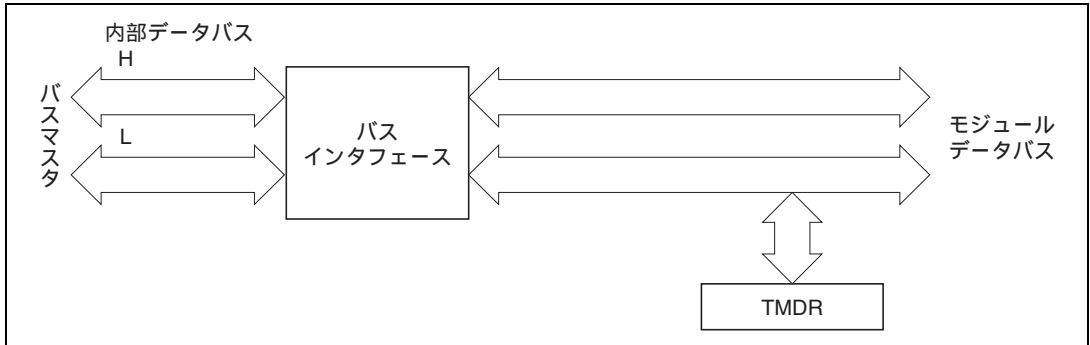 内部データバス
H
バスマスタ
L
バス
インタフェース
モジュール
データバス
TMDR